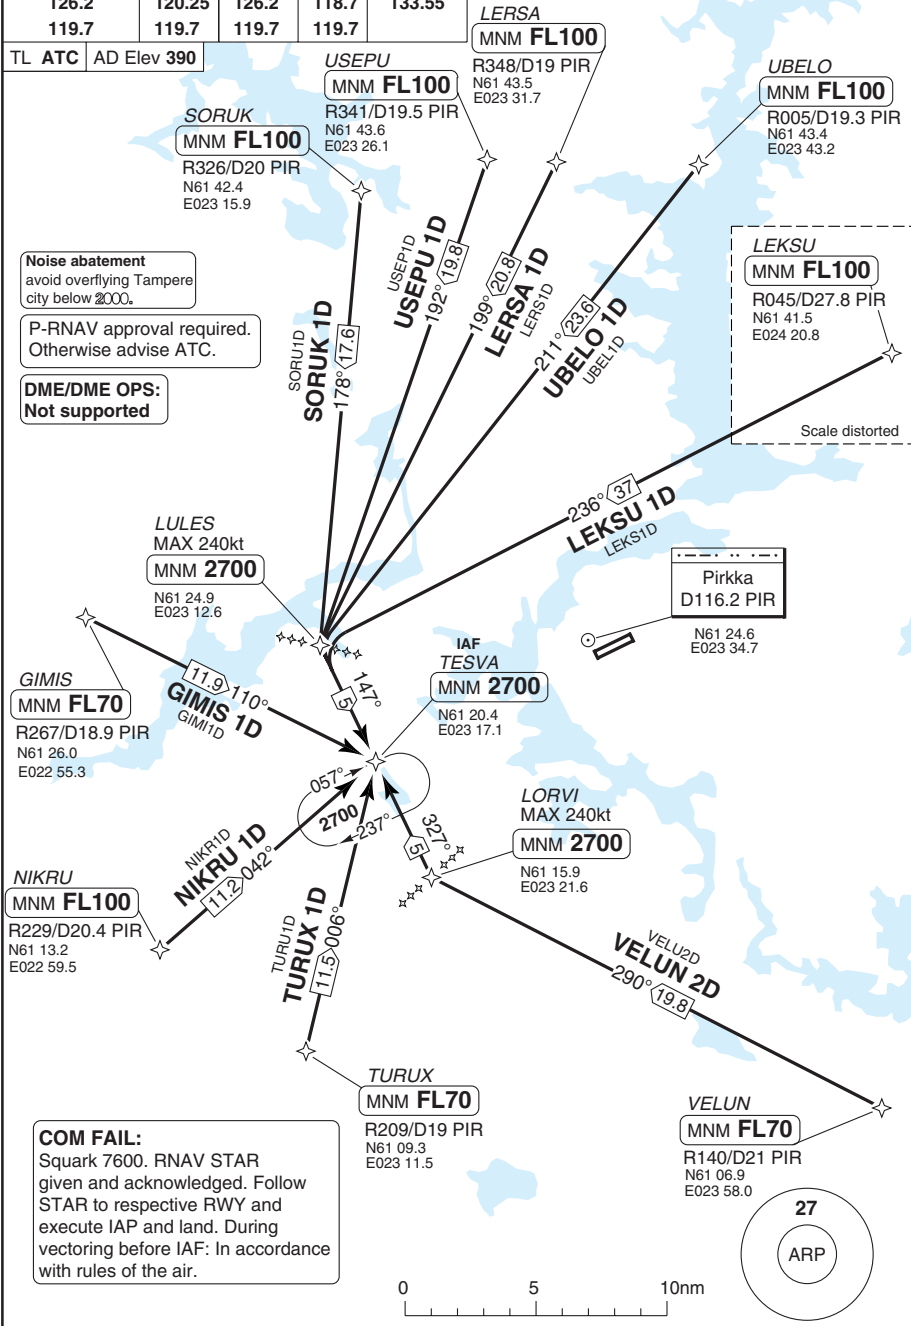 126.2 120.25 126.2 118.7 133.55
119.7 119.7 119.7 119.7
TL ATC AD Elev 390
LERSA
MNM FL100
R348/D19 PIR
N61 43.5
E023 31.7
USEPU
MNM FL100
R341/D19.5 PIR
N61 43.6
E023 26.1
UBELO
MNM FL100
R005/D19.3 PIR
N61 43.4
E023 43.2
SORUK
MNM FL100
R326/D20 PIR
N61 42.4
E023 15.9
Noise abatement
avoid overflying Tampere
city below 2000.
P-RNAV approval required.
Otherwise advise ATC.
DME/DME OPS:
Not supported
LEKSU
MNM FL100
R045/D27.8 PIR
N61 41.5
E024 20.8
Scale distorted
SORU1D
SORUK 1D
178° 17.6
USEP1D
USEPU 1D
192° 19.8
199° 20.8
LERSA 1D
LERS1D
211° 23.6
UBELO 1D
UBEL1D
236° 37
LEKSU 1D
LEKS1D
LULES
MAX 240kt
MNM 2700
N61 24.9
E023 12.6
Pirkka
D116.2 PIR
N61 24.6
E023 34.7
IAF
TESVA
MNM 2700
N61 20.4
E023 17.1
147°
5
GIMIS
MNM FL70
R267/D18.9 PIR
N61 26.0
E022 55.3
11.9 110°
GIMIS 1D
GIMI1D
057°
2700
237°
327°
5
LORVI
MAX 240kt
MNM 2700
N61 15.9
E023 21.6
NIKR1D
NIKRU 1D
11.2 042°
NIKRU
MNM FL100
R229/D20.4 PIR
N61 13.2
E022 59.5
TURU1D
TURUX 1D
11.5 006°
VELU2D
VELUN 2D
290° 19.8
TURUX
MNM FL70
R209/D19 PIR
N61 09.3
E023 11.5
VELUN
MNM FL70
R140/D21 PIR
N61 06.9
E023 58.0
COM FAIL:
Squark 7600. RNAV STAR
given and acknowledged. Follow
STAR to respective RWY and
execute IAP and land. During
vectoring before IAF: In accordance
with rules of the air.
27
ARP
0 5 10nm